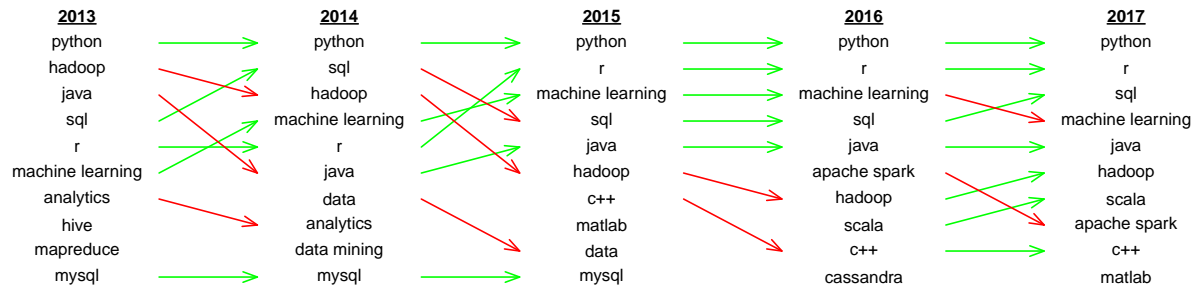 2013 2014 2015 2016 2017
python python python python python
hadoop sql r r r
java hadoop machine learning machine learning sql
sql machine learning sql sql machine learning
r r java java java
machine learning java hadoop apache spark hadoop
analytics data c++ hadoop scala
hive analytics matlab scala apache spark
mapreduce data mining data c++ c++
mysql mysql mysql cassandra matlab